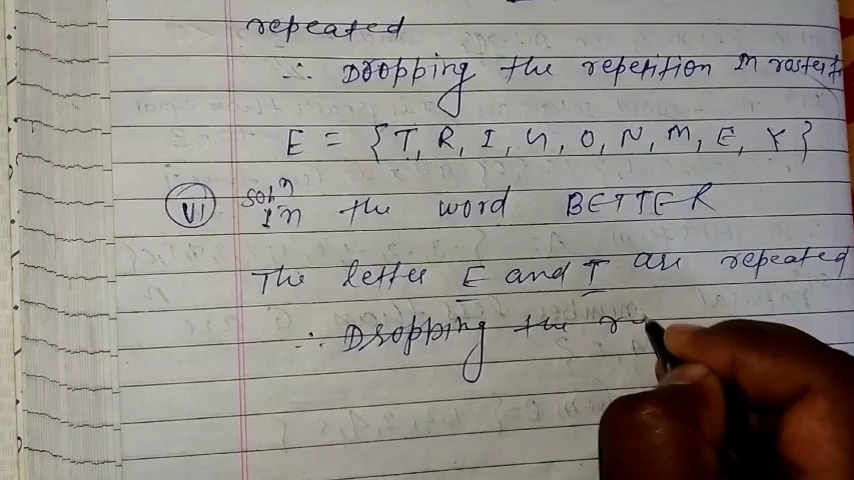 repeated
∴ Dropping the repetition in roster f
E = {T, R, I, G, O, N, M, E, Y}
VI Soln In the word BETTER
The letter E and T are repeated
∴ Dropping the re